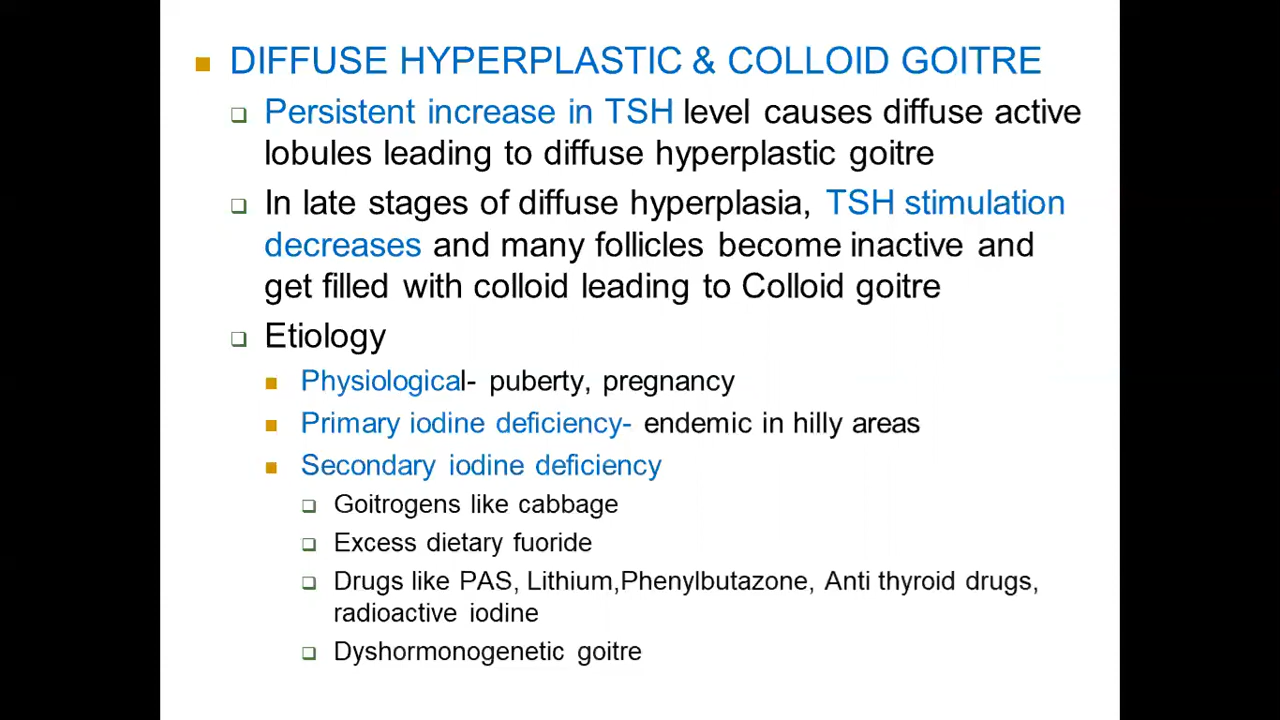 DIFFUSE HYPERPLASTIC & COLLOID GOITRE
Persistent increase in TSH level causes diffuse active
lobules leading to diffuse hyperplastic goitre
In late stages of diffuse hyperplasia, TSH stimulation
decreases and many follicles become inactive and
get filled with colloid leading to Colloid goitre
Etiology
Physiological- puberty, pregnancy
Primary iodine deficiency- endemic in hilly areas
Secondary iodine deficiency
Goitrogens like cabbage
Excess dietary fuoride
Drugs like PAS, Lithium,Phenylbutazone, Anti thyroid drugs,
radioactive iodine
Dyshormonogenetic goitre